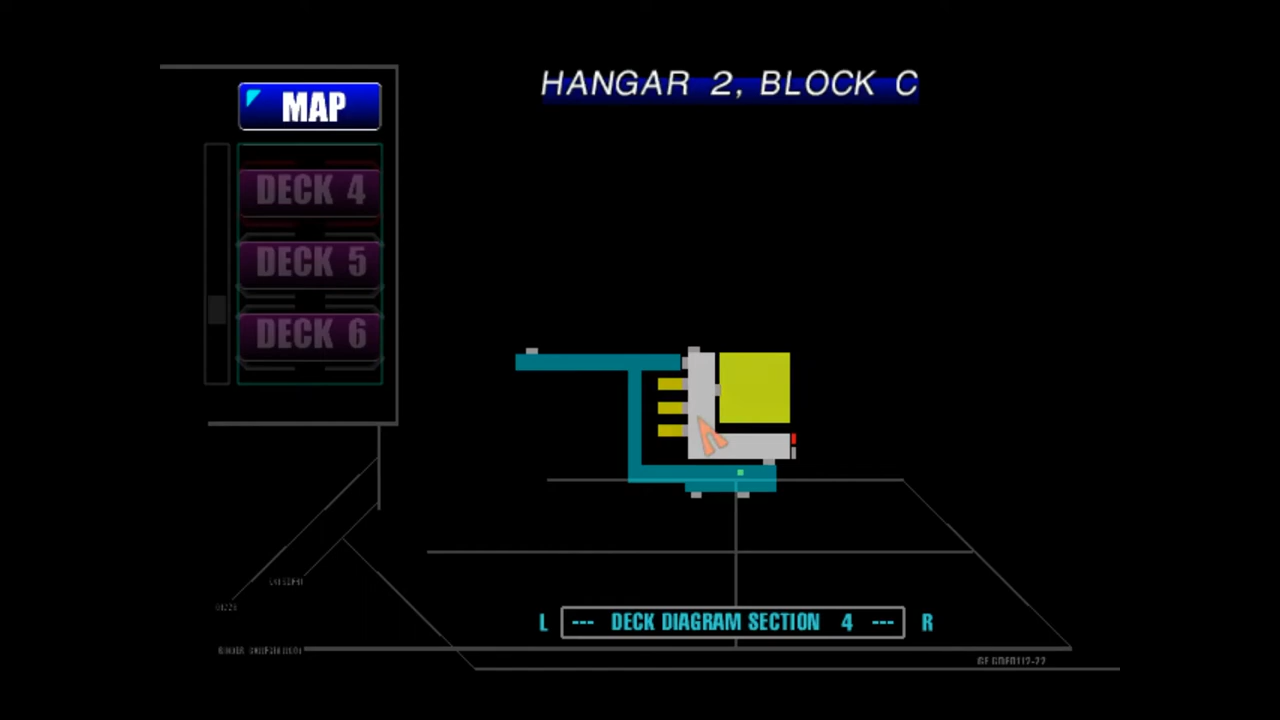 HANGAR 2, BLOCK C
MAP
DECK 4
DECK 5
DECK 6
L --- DECK DIAGRAM SECTION 4 --- R